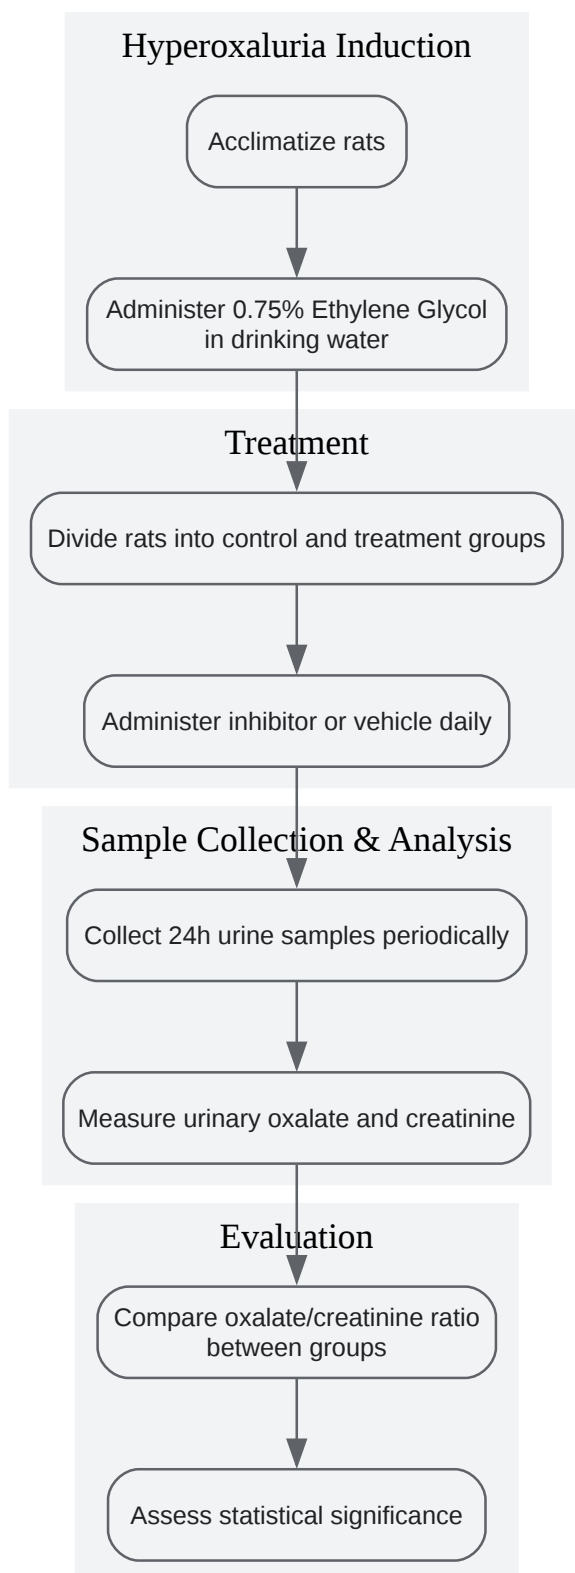 Hyperoxaluria Induction
Acclimatize rats
Administer 0.75% Ethylene Glycol
in drinking water
Treatment
Divide rats into control and treatment groups
Administer inhibitor or vehicle daily
Sample Collection & Analysis
Collect 24h urine samples periodically
Measure urinary oxalate and creatinine
Evaluation
Compare oxalate/creatinine ratio
between groups
Assess statistical significance